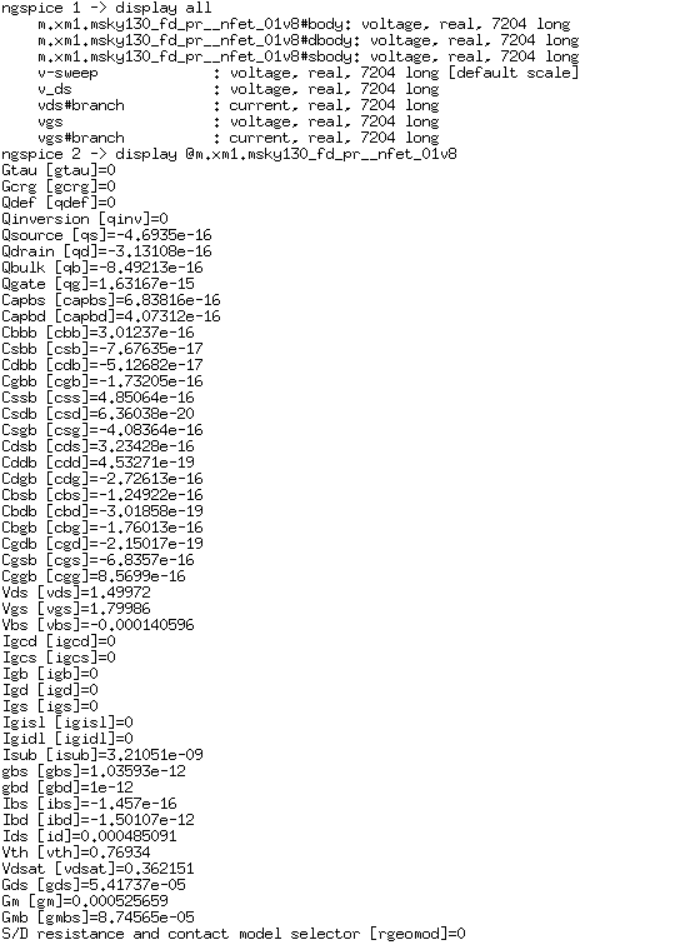 ngspice 1 -> display all
m.xm1.msky130_fd_pr__nfet_01v8#body: voltage, real, 7204 long
m.xm1.msky130_fd_pr__nfet_01v8#dbody: voltage, real, 7204 long
m.xm1.msky130_fd_pr__nfet_01v8#sbody: voltage, real, 7204 long
v-sweep : voltage, real, 7204 long [default scale]
v_ds : voltage, real, 7204 long
vds#branch : current, real, 7204 long
vgs : voltage, real, 7204 long
vgs#branch : current, real, 7204 long
ngspice 2 -> display @m.xm1.msky130_fd_pr__nfet_01v8
Gtau [gtau]=0
Gcrg [gcrg]=0
Qdef [qdef]=0
Qinversion [qinv]=0
Qsource [qs]=-4.6935e-16
Qdrain [qd]=-3.13108e-16
Qbulk [qb]=-8.49213e-16
Qgate [qg]=1.63167e-15
Capbs [capbs]=6.83816e-16
Capbd [capbd]=4.07312e-16
Cbbb [cbb]=3.01237e-16
Csbb [csb]=-7.67635e-17
Cdbb [cdb]=-5.12682e-17
Cgbb [cgb]=-1.73205e-16
Cssb [css]=4.85064e-16
Csdb [csd]=6.36038e-20
Csgb [csg]=-4.08364e-16
Cdsb [cds]=3.23428e-16
Cddb [cdd]=4.53271e-19
Cdgb [cdg]=-2.72613e-16
Cbsb [cbs]=-1.24922e-16
Cbdb [cbd]=-3.01858e-19
Cbgb [cbg]=-1.76013e-16
Cgdb [cgd]=-2.15017e-19
Cgsb [cgs]=-6.8357e-16
Cggb [cgg]=8.5699e-16
Vds [vds]=1.49972
Vgs [vgs]=1.79986
Vbs [vbs]=-0.000140596
Igcd [igcd]=0
Igcs [igcs]=0
Igb [igb]=0
Igd [igd]=0
Igs [igs]=0
Igisl [igisl]=0
Igidl [igidl]=0
Isub [isub]=3.21051e-09
gbs [gbs]=1.03593e-12
gbd [gbd]=1e-12
Ibs [ibs]=-1.457e-16
Ibd [ibd]=-1.50107e-12
Ids [id]=0.000485091
Vth [vth]=0.76934
Vdsat [vdsat]=0.362151
Gds [gds]=5.41737e-05
Gm [gm]=0.000525659
Gmb [gmbs]=8.74565e-05
S/D resistance and contact model selector [rgeomod]=0